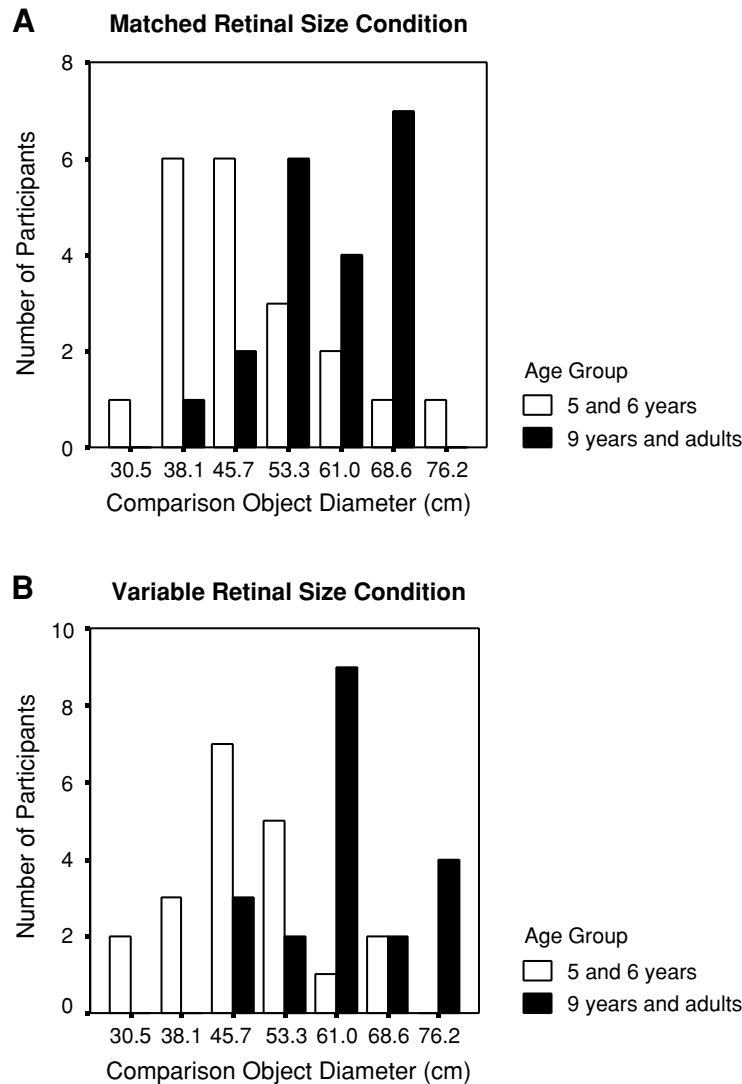 A
Matched Retinal Size Condition
8
6
4
2
0
Number of Participants
30.5 38.1 45.7 53.3 61.0 68.6 76.2
Comparison Object Diameter (cm)
Age Group
5 and 6 years
9 years and adults
B
Variable Retinal Size Condition
10
8
6
4
2
0
Number of Participants
30.5 38.1 45.7 53.3 61.0 68.6 76.2
Comparison Object Diameter (cm)
Age Group
5 and 6 years
9 years and adults